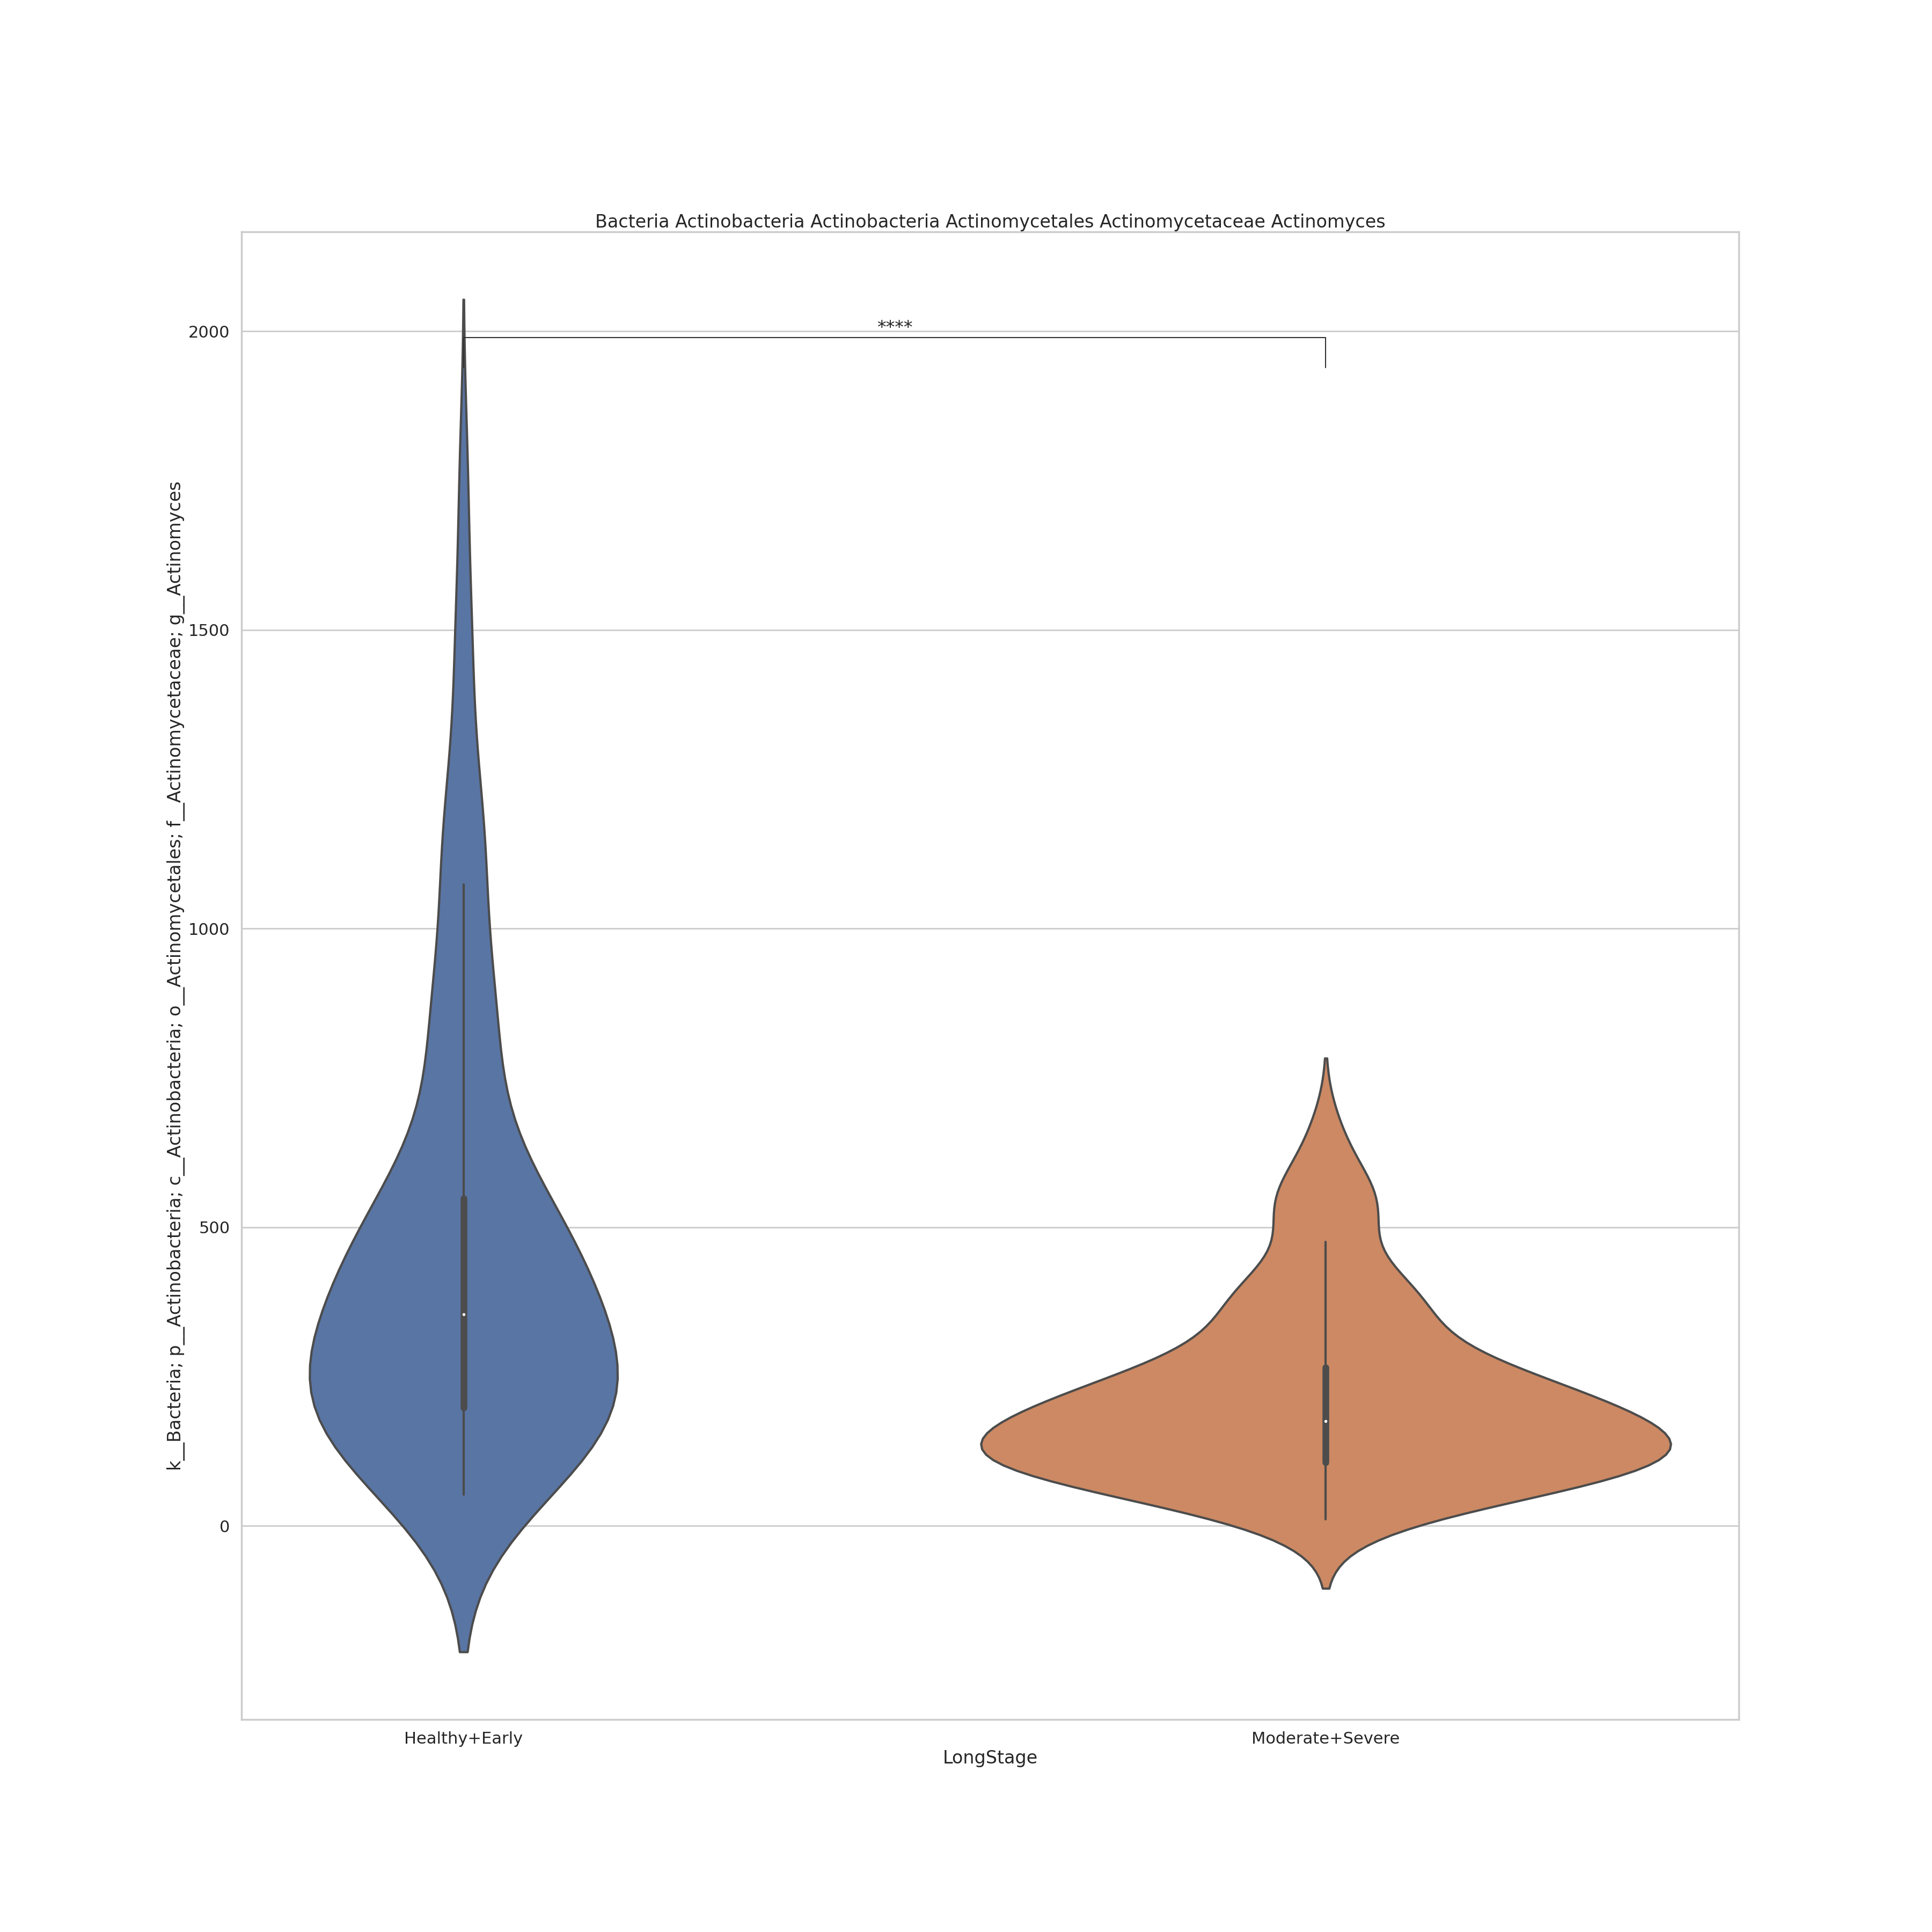 Bacteria Actinobacteria Actinobacteria Actinomycetales Actinomycetaceae Actinomyces
****
2000
1500
1000
500
0
k__Bacteria; p__Actinobacteria; c__Actinobacteria; o__Actinomycetales; f__Actinomycetaceae; g__Actinomyces
Healthy+Early
Moderate+Severe
LongStage